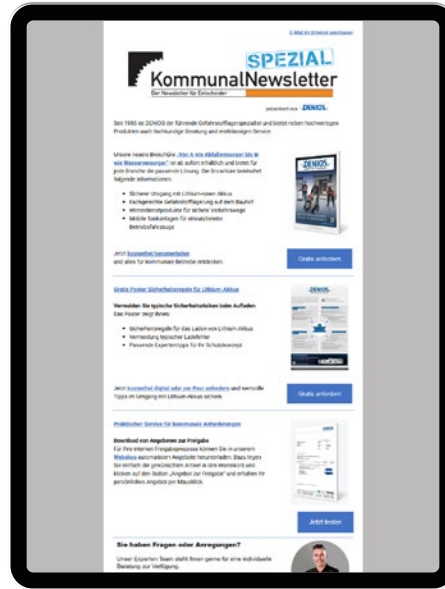 E-Mail im Browser anschauen
SPEZIAL
KommunalNewsletter
Der Newsletter für Entscheider
präsentiert von DENIOS.
Seit 1986 ist DENIOS der führende Gefahrstofflagerspezialist und bietet neben hochwertigen
Produkten auch fachkundige Beratung und erstklassigen Service.
Unsere neue Broschüre „Von A wie Abfallentsorger bis W
wie Wasserversorger“ ist ab sofort erhältlich und bietet für
jede Branche die passende Lösung. Die Broschüre beinhaltet
folgende Informationen:
• Sicherer Umgang mit Lithium-Ionen Akkus
• Fachgerechte Gefahrstofflagerung auf dem Bauhof
• Winterdienstprodukte für sichere Verkehrswege
• Mobile Tankanlagen für einsatzbereite
Betriebsfahrzeuge
DENIOS.
Jetzt kostenfrei herunterladen
und alles für kommunale Betriebe entdecken.
Gratis anfordern
Gratis Poster Sicherheitsregeln für Lithium-Akkus
Vermeiden Sie typische Sicherheitsrisiken beim Aufladen
Das Poster zeigt Ihnen:
• Sicherheitsregeln für das Laden von Lithium-Akkus
• Vermeidung typischer Ladefehler
• Passende Expertentipps für Ihr Schutzkonzept
DENIOS.
Jetzt kostenfrei digital oder per Post anfordern und wertvolle
Tipps im Umgang mit Lithium-Akkus sichern.
Gratis anfordern
Praktischer Service für kommunale Anforderungen
Download von Angeboten zur Freigabe
Für Ihre internen Freigabeprozesse können Sie in unserem
Webshop automatisiert Angebote herunterladen. Dazu legen
Sie einfach die gewünschten Artikel in den Warenkorb und
klicken auf den Button „Angebot zur Freigabe“ und erhalten Ihr
persönliches Angebot per Mausklick.
Jetzt testen
Sie haben Fragen oder Anregungen?
Unser Experten-Team steht Ihnen gerne für eine individuelle
Beratung zur Verfügung.